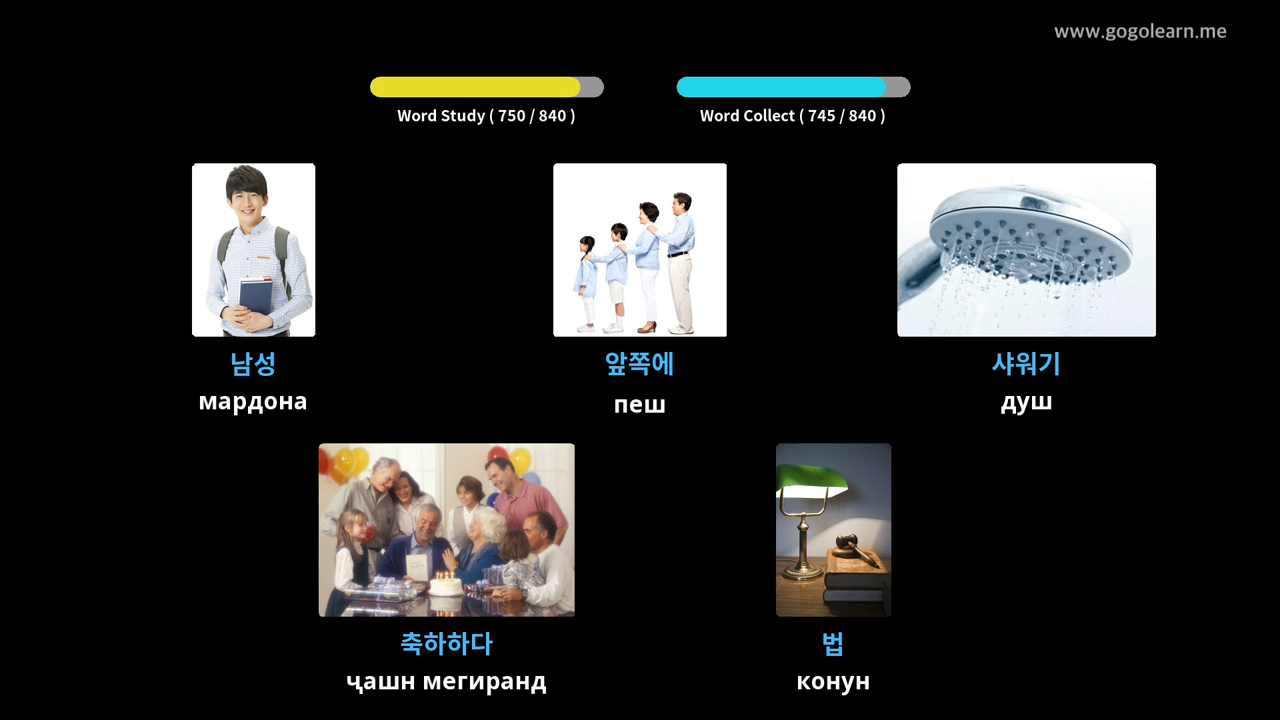 www.gogolearn.me
Word Study ( 750 / 840 )
Word Collect ( 745 / 840 )
남성
мардона
앞쪽에
пеш
샤워기
душ
축하하다
ҷашн мегиранд
법
конун